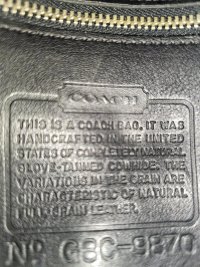 COACH
THIS IS A COACH BAG. IT WAS
HANDCRAFTED IN THE UNITED
STATES OF COMPLETELY NATURAL
GLOVE-TANNED COWHIDE. THE
VARIATIONS IN THE GRAIN ARE
CHARACTERISTIC OF NATURAL
FULL GRAIN LEATHER.
No G8C-9870